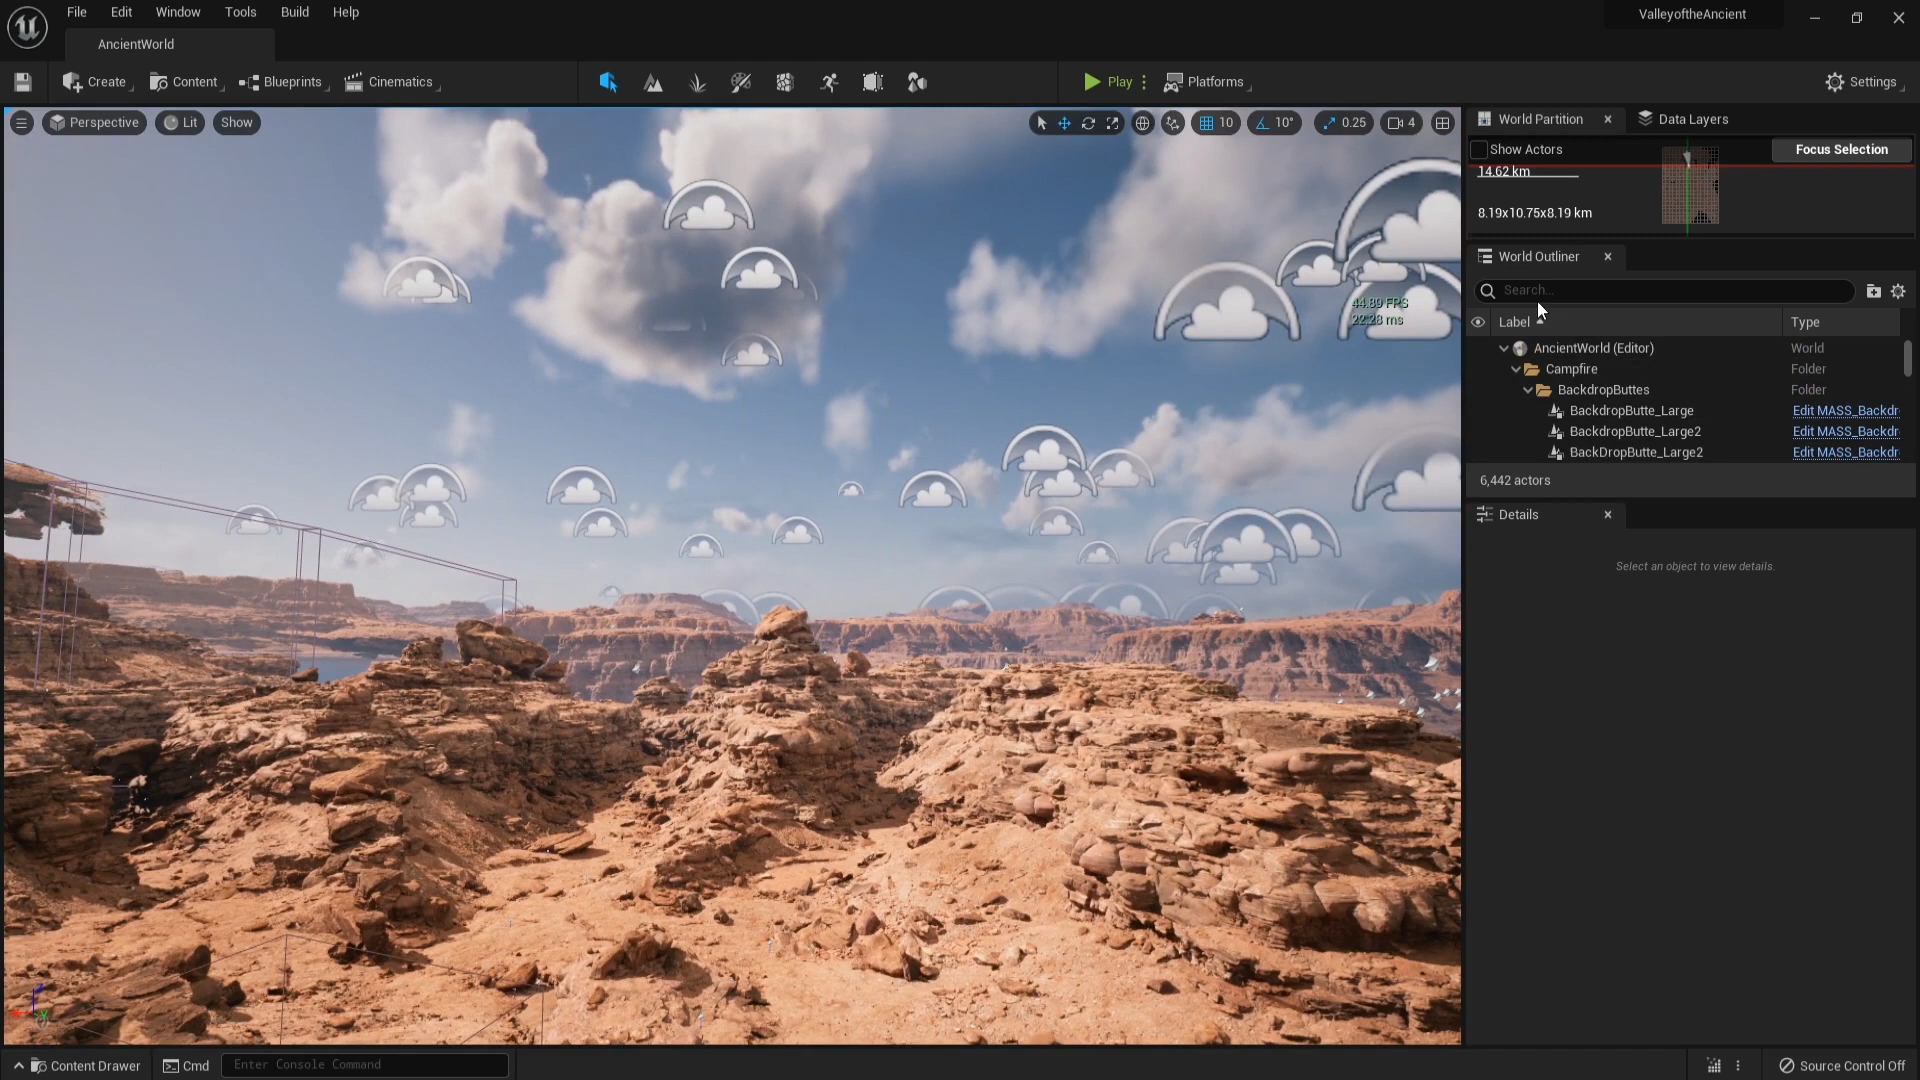 File Edit Window Tools Build Help
ValleyoftheAncient
AncientWorld
Create Content Blueprints Cinematics Play Platforms Settings
Perspective Lit Show 10 10° 0.25 4
World Partition Data Layers
Show Actors Focus Selection
14.62 km
8.19x10.75x8.19 km
World Outliner
Search...
44.89 FPS
22.28 ms
Label Type
AncientWorld (Editor) World
Campfire Folder
BackdropButtes Folder
BackdropButte_Large Edit MASS_Backdr
BackdropButte_Large2 Edit MASS_Backdr
BackDropButte_Large2 Edit MASS_Backdr
6,442 actors
Details
Select an object to view details.
Content Drawer Cmd Enter Console Command Source Control Off